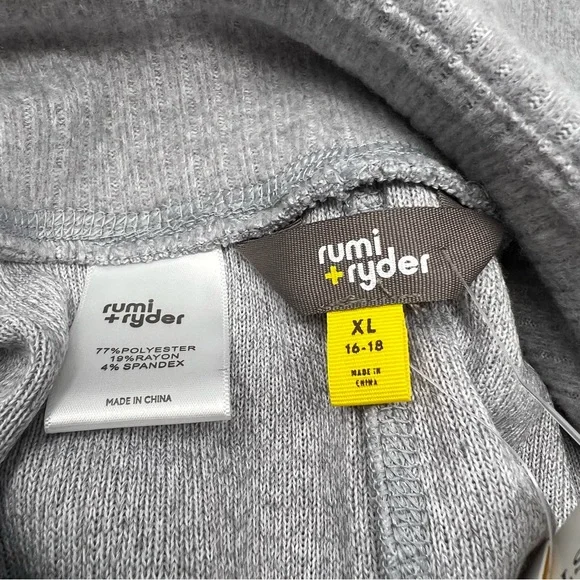 rumi
+ryder
77%POLYESTER
19%RAYON
4% SPANDEX
MADE IN CHINA
rumi
+ryder
XL
16-18
MADE IN
CHINA